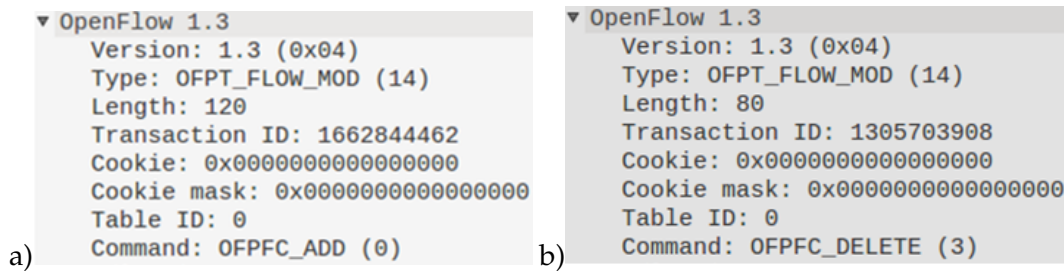 ▼ OpenFlow 1.3
Version: 1.3 (0x04)
Type: OFPT_FLOW_MOD (14)
Length: 120
Transaction ID: 1662844462
Cookie: 0x0000000000000000
Cookie mask: 0x0000000000000000
Table ID: 0
Command: OFPFC_ADD (0)
a)
▼ OpenFlow 1.3
Version: 1.3 (0x04)
Type: OFPT_FLOW_MOD (14)
Length: 80
Transaction ID: 1305703908
Cookie: 0x0000000000000000
Cookie mask: 0x0000000000000000
Table ID: 0
Command: OFPFC_DELETE (3)
b)